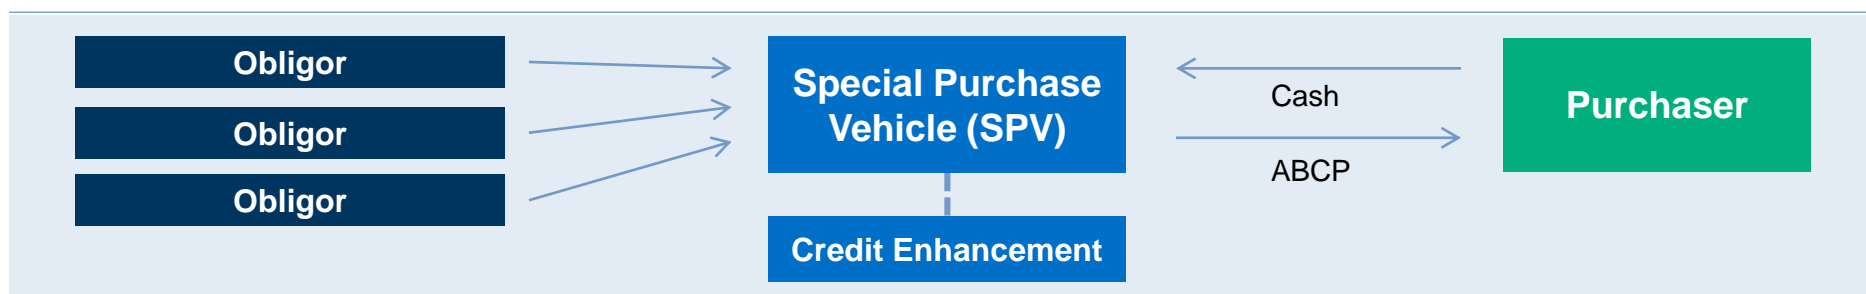 Obligor
Obligor
Obligor
Special Purchase
Vehicle (SPV)
Credit Enhancement
Cash
ABCP
Purchaser